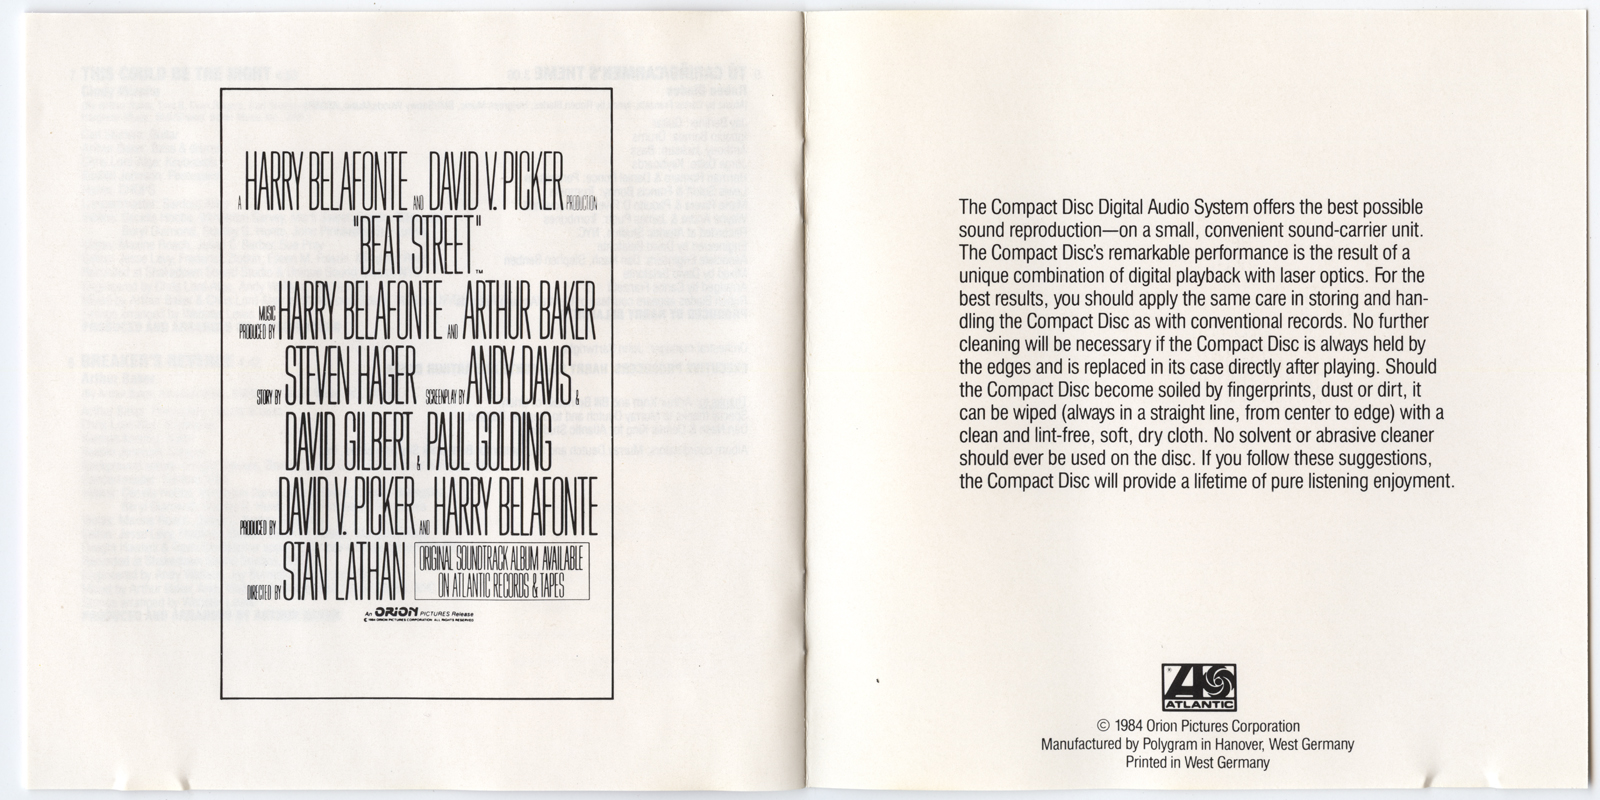 A HARRY BELAFONTE AND DAVID V. PICKER PRODUCTION
"BEAT STREET"™
MUSIC PRODUCED BY HARRY BELAFONTE AND ARTHUR BAKER
STORY BY STEVEN HAGER SCREENPLAY BY ANDY DAVIS &
DAVID GILBERT & PAUL GOLDING
PRODUCED BY DAVID V. PICKER AND HARRY BELAFONTE
DIRECTED BY STAN LATHAN
ORIGINAL SOUNDTRACK ALBUM AVAILABLE
ON ATLANTIC RECORDS & TAPES
An ORION PICTURES Release
© 1984 ORION PICTURES CORPORATION. ALL RIGHTS RESERVED.
The Compact Disc Digital Audio System offers the best possible
sound reproduction—on a small, convenient sound-carrier unit.
The Compact Disc's remarkable performance is the result of a
unique combination of digital playback with laser optics. For the
best results, you should apply the same care in storing and han-
dling the Compact Disc as with conventional records. No further
cleaning will be necessary if the Compact Disc is always held by
the edges and is replaced in its case directly after playing. Should
the Compact Disc become soiled by fingerprints, dust or dirt, it
can be wiped (always in a straight line, from center to edge) with a
clean and lint-free, soft, dry cloth. No solvent or abrasive cleaner
should ever be used on the disc. If you follow these suggestions,
the Compact Disc will provide a lifetime of pure listening enjoyment.
ATLANTIC
© 1984 Orion Pictures Corporation
Manufactured by Polygram in Hanover, West Germany
Printed in West Germany